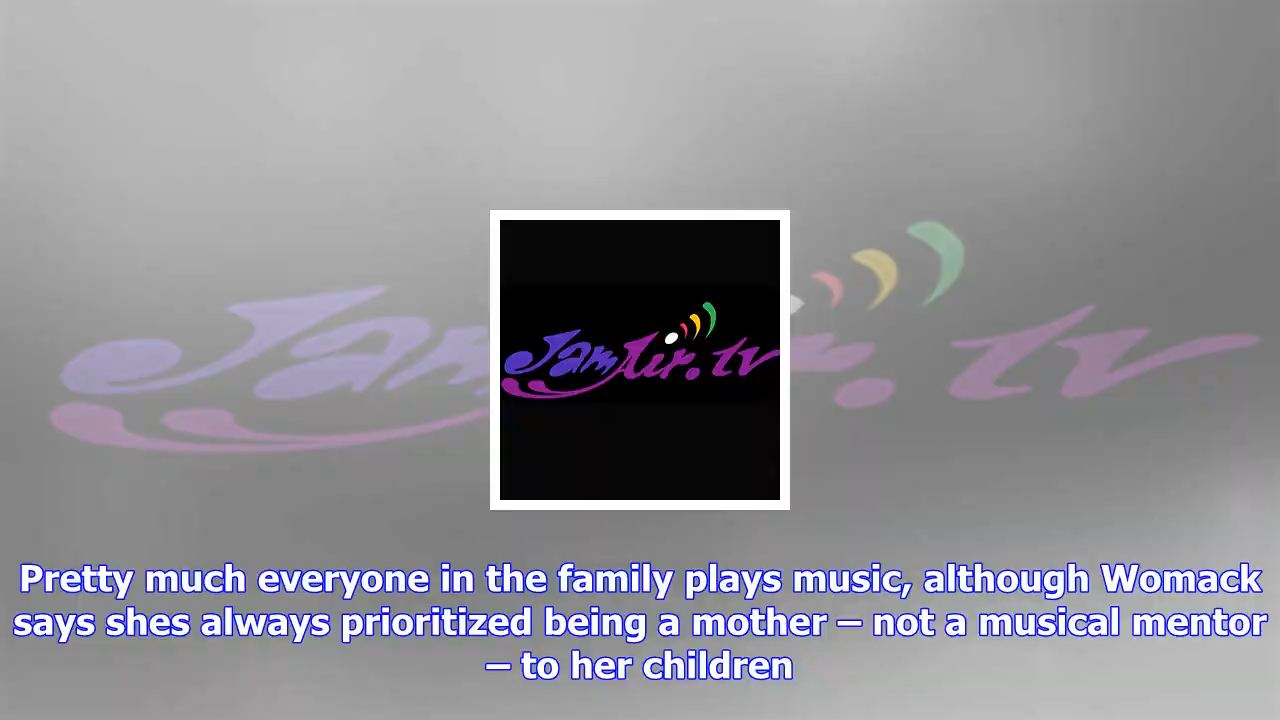 JamAir.tv
Pretty much everyone in the family plays music, although Womack
says shes always prioritized being a mother – not a musical mentor
– to her children